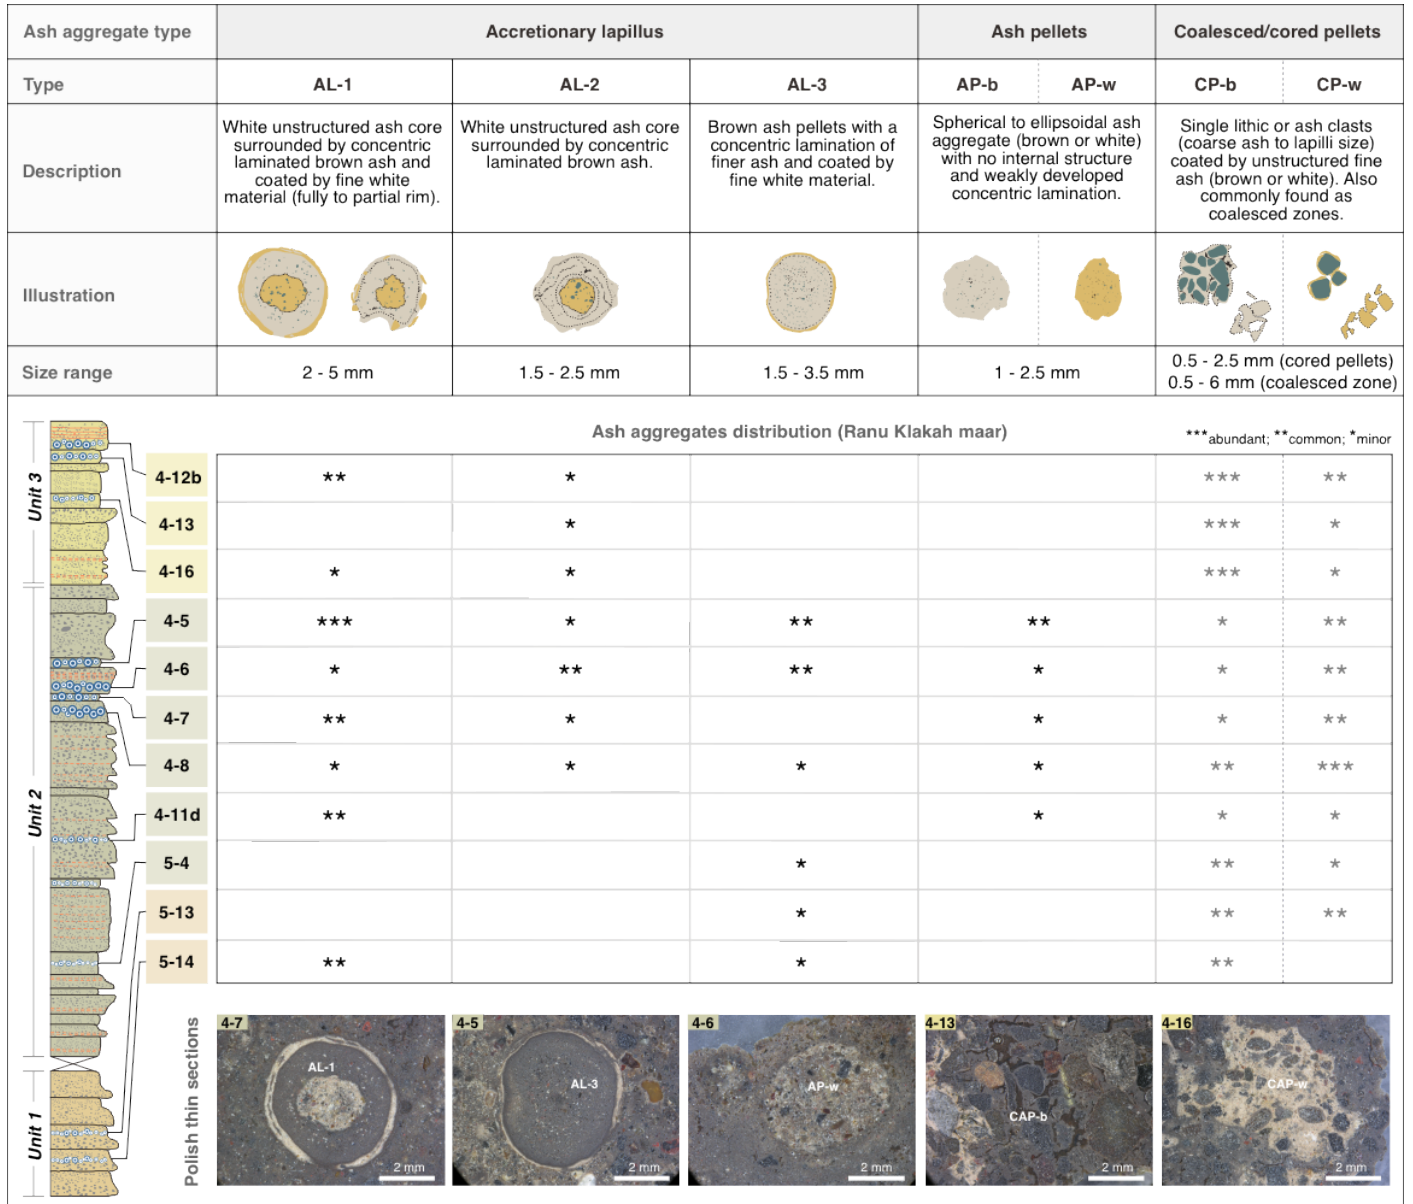 Ash aggregate type
Accretionary lapillus
Ash pellets
Coalesced/cored pellets
Type
AL-1
AL-2
AL-3
AP-b
AP-w
CP-b
CP-w
Description
White unstructured ash core
surrounded by concentric
laminated brown ash and
coated by fine white
material (fully to partial rim).
White unstructured ash core
surrounded by concentric
laminated brown ash.
Brown ash pellets with a
concentric lamination of
finer ash and coated by
fine white material.
Spherical to ellipsoidal ash
aggregate (brown or white)
with no internal structure
and weakly developed
concentric lamination.
Single lithic or ash clasts
(coarse ash to lapilli size)
coated by unstructured fine
ash (brown or white). Also
commonly found as
coalesced zones.
Illustration
Size range
2 - 5 mm
1.5 - 2.5 mm
1.5 - 3.5 mm
1 - 2.5 mm
0.5 - 2.5 mm (cored pellets)
0.5 - 6 mm (coalesced zone)
Ash aggregates distribution (Ranu Klakah maar)
***abundant; **common; *minor
Unit 3
Unit 2
Unit 1
4-12b ** * *** **
4-13 * *** *
4-16 * * *** *
4-5 *** * ** ** * **
4-6 * ** ** * * **
4-7 ** * * * **
4-8 * * * * ** ***
4-11d ** * * *
5-4 * ** *
5-13 * ** **
5-14 ** * **
Polish thin sections
4-7
AL-1
2 mm
4-5
AL-3
2 mm
4-6
AP-w
2 mm
4-13
CAP-b
2 mm
4-16
CAP-w
2 mm